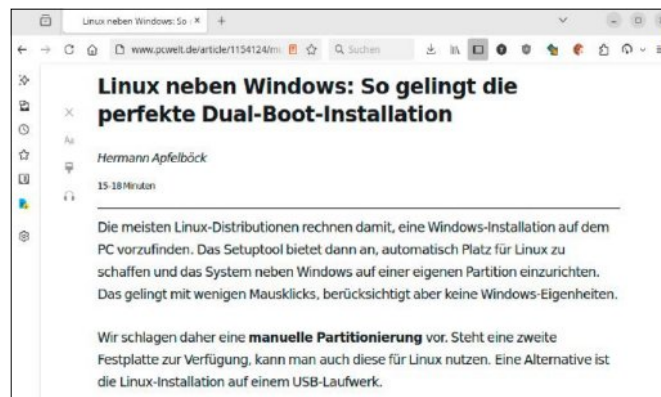 Linux neben Windows: So
www.pcwelt.de/article/1154124/
Suchen
Linux neben Windows: So gelingt die
perfekte Dual-Boot-Installation
Hermann Apfelböck
15-18 Minuten
Die meisten Linux-Distributionen rechnen damit, eine Windows-Installation auf dem
PC vorzufinden. Das Setuptool bietet dann an, automatisch Platz für Linux zu
schaffen und das System neben Windows auf einer eigenen Partition einzurichten.
Das gelingt mit wenigen Mausklicks, berücksichtigt aber keine Windows-Eigenheiten.
Wir schlagen daher eine manuelle Partitionierung vor. Steht eine zweite
Festplatte zur Verfügung, kann man auch diese für Linux nutzen. Eine Alternative ist
die Linux-Installation auf einem USB-Laufwerk.